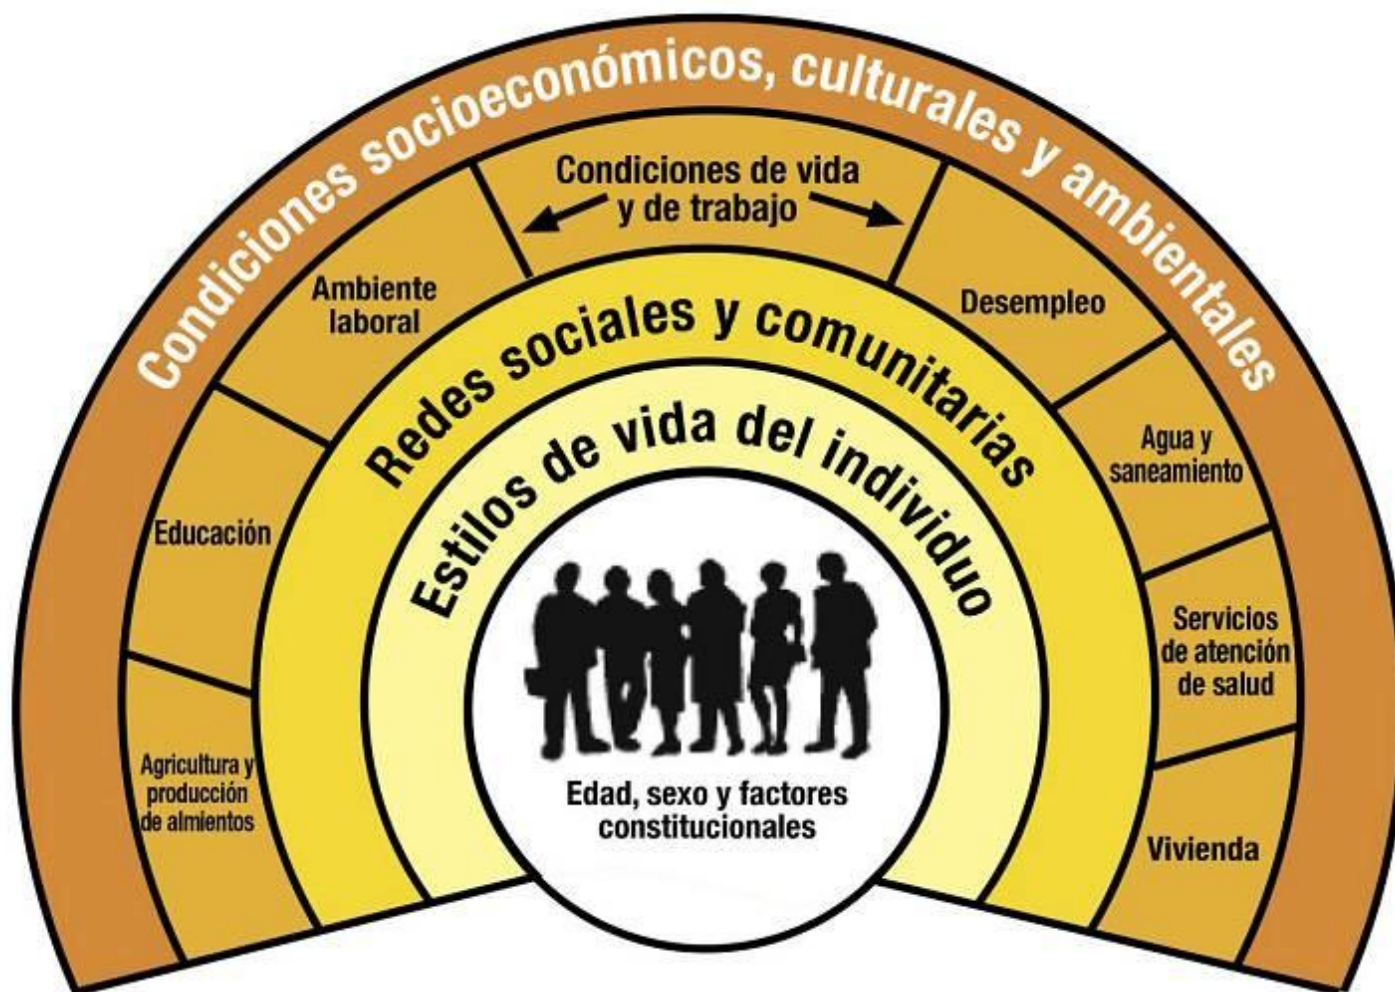 Condiciones socioeconómicos, culturales y ambientales
Condiciones de vida
y de trabajo
Ambiente
laboral
Desempleo
Redes sociales y comunitarias
Estilos de vida del individuo
Agua y
saneamiento
Educación
Servicios
de atención
de salud
Agricultura y
producción
de almientos
Edad, sexo y factores
constitucionales
Vivienda